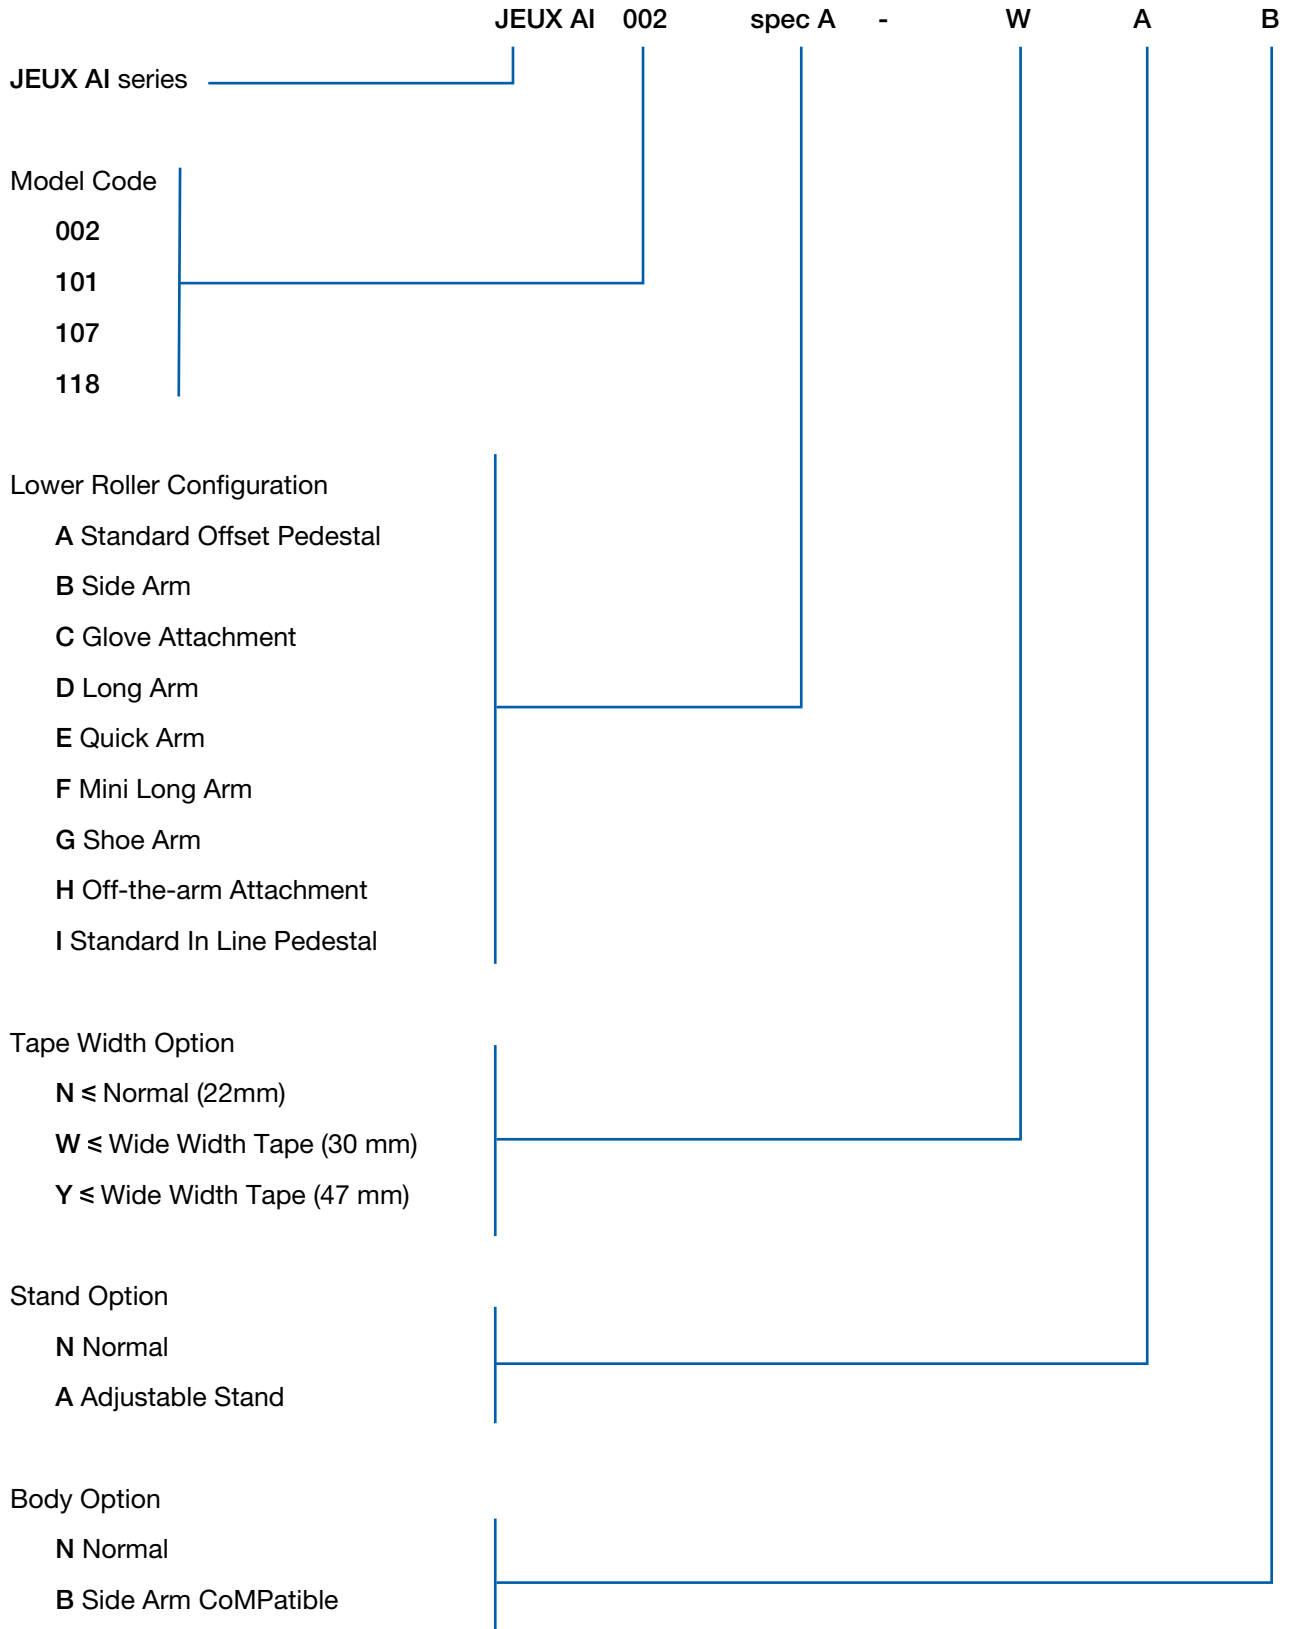 JEUX AI 002 spec A - W A B
JEUX AI series
Model Code
002
101
107
118
Lower Roller Configuration
A Standard Offset Pedestal
B Side Arm
C Glove Attachment
D Long Arm
E Quick Arm
F Mini Long Arm
G Shoe Arm
H Off-the-arm Attachment
I Standard In Line Pedestal
Tape Width Option
N ≤ Normal (22mm)
W ≤ Wide Width Tape (30 mm)
Y ≤ Wide Width Tape (47 mm)
Stand Option
N Normal
A Adjustable Stand
Body Option
N Normal
B Side Arm CoMPatible